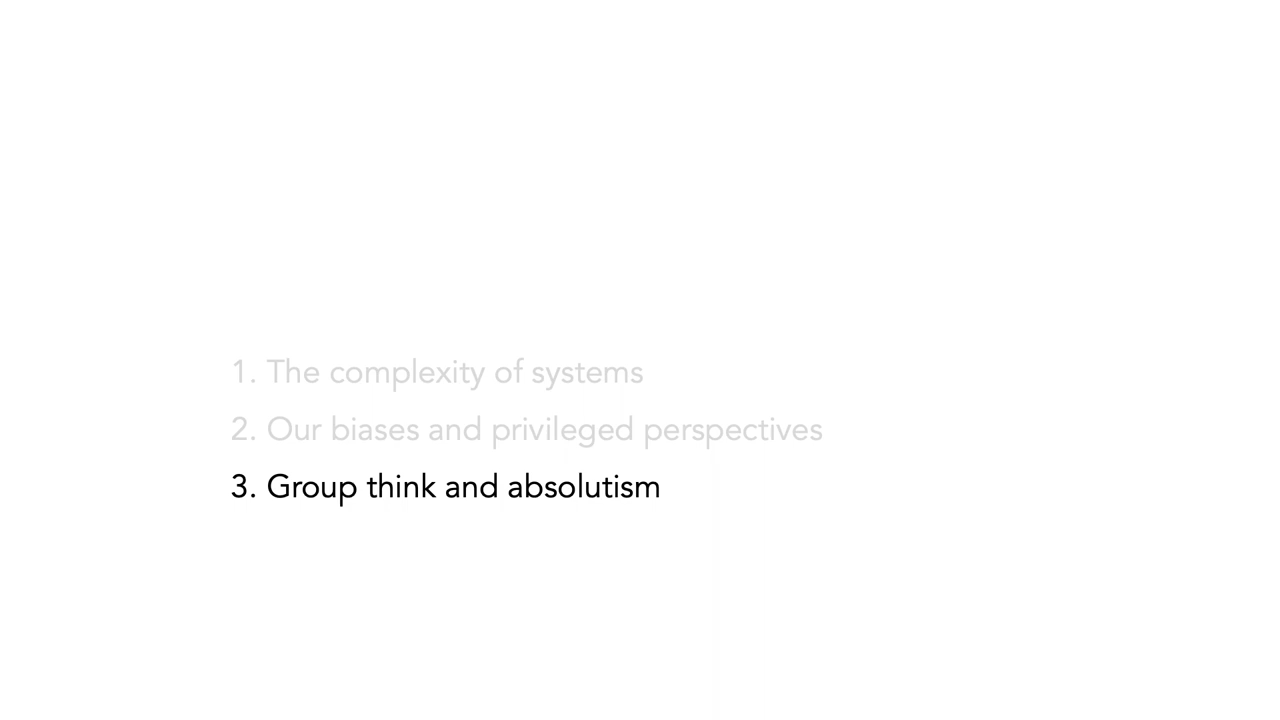 1. The complexity of systems
2. Our biases and privileged perspectives
3. Group think and absolutism